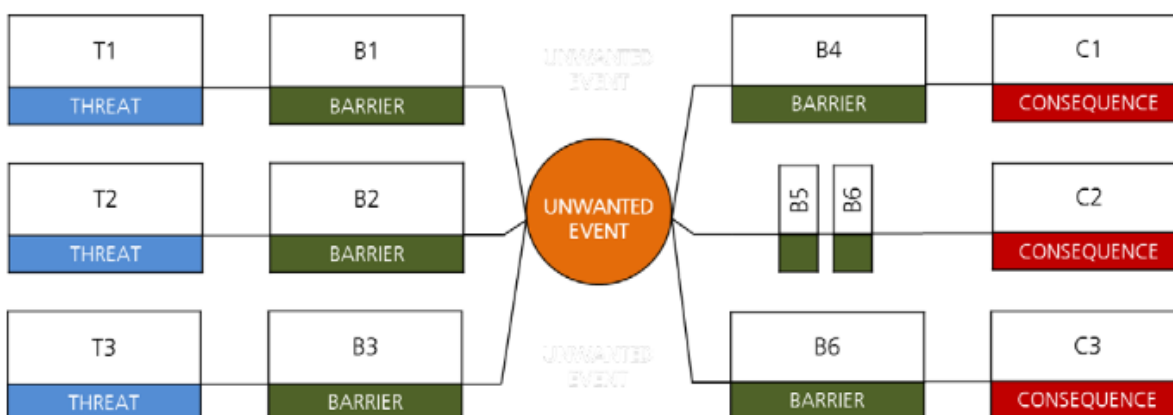 T1
THREAT
B1
BARRIER
UNWANTED
EVENT
B4
BARRIER
C1
CONSEQUENCE
T2
THREAT
B2
BARRIER
UNWANTED
EVENT
B5
B6
C2
CONSEQUENCE
T3
THREAT
B3
BARRIER
UNWANTED
EVENT
B6
BARRIER
C3
CONSEQUENCE